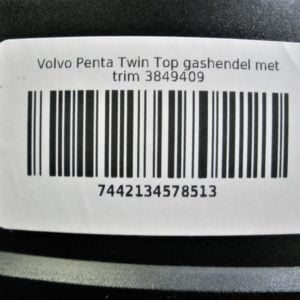 Volvo Penta Twin Top gashendel met
trim 3849409
7442134578513